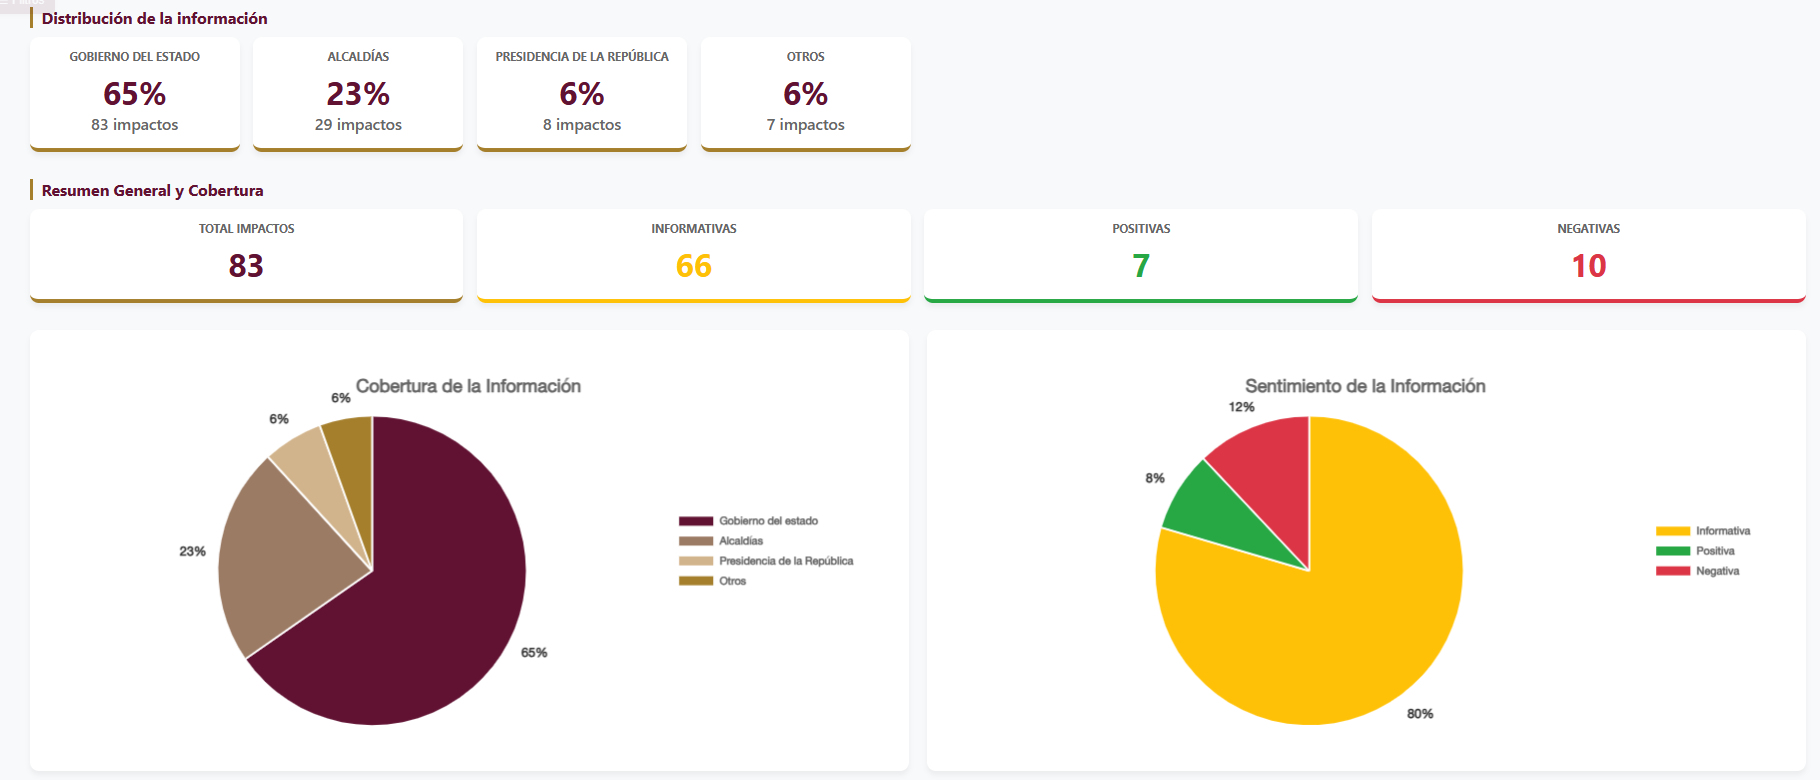 Distribución de la información
GOBIERNO DEL ESTADO
65%
83 impactos
ALCALDÍAS
23%
29 impactos
PRESIDENCIA DE LA REPÚBLICA
6%
8 impactos
OTROS
6%
7 impactos
Resumen General y Cobertura
TOTAL IMPACTOS
83
INFORMATIVAS
66
POSITIVAS
7
NEGATIVAS
10
Cobertura de la Información
6%
6%
23%
65%
Gobierno del estado
Alcaldías
Presidencia de la República
Otros
Sentimiento de la Información
12%
8%
80%
Informativa
Positiva
Negativa